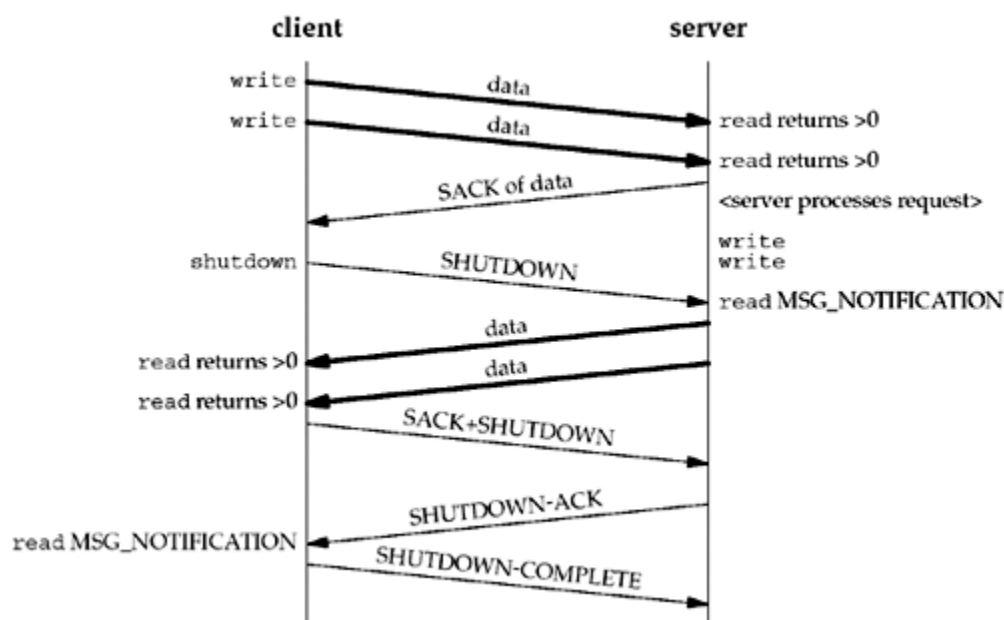 client server
write data
read returns >0
write data
read returns >0
SACK of data
<server processes request>
write
shutdown SHUTDOWN write
read MSG_NOTIFICATION
data
read returns >0
data
read returns >0
SACK+SHUTDOWN
SHUTDOWN-ACK
read MSG_NOTIFICATION
SHUTDOWN-COMPLETE